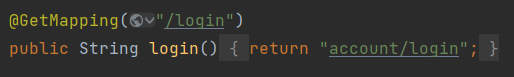 @GetMapping("/login")
public String login() { return "account/login"; }